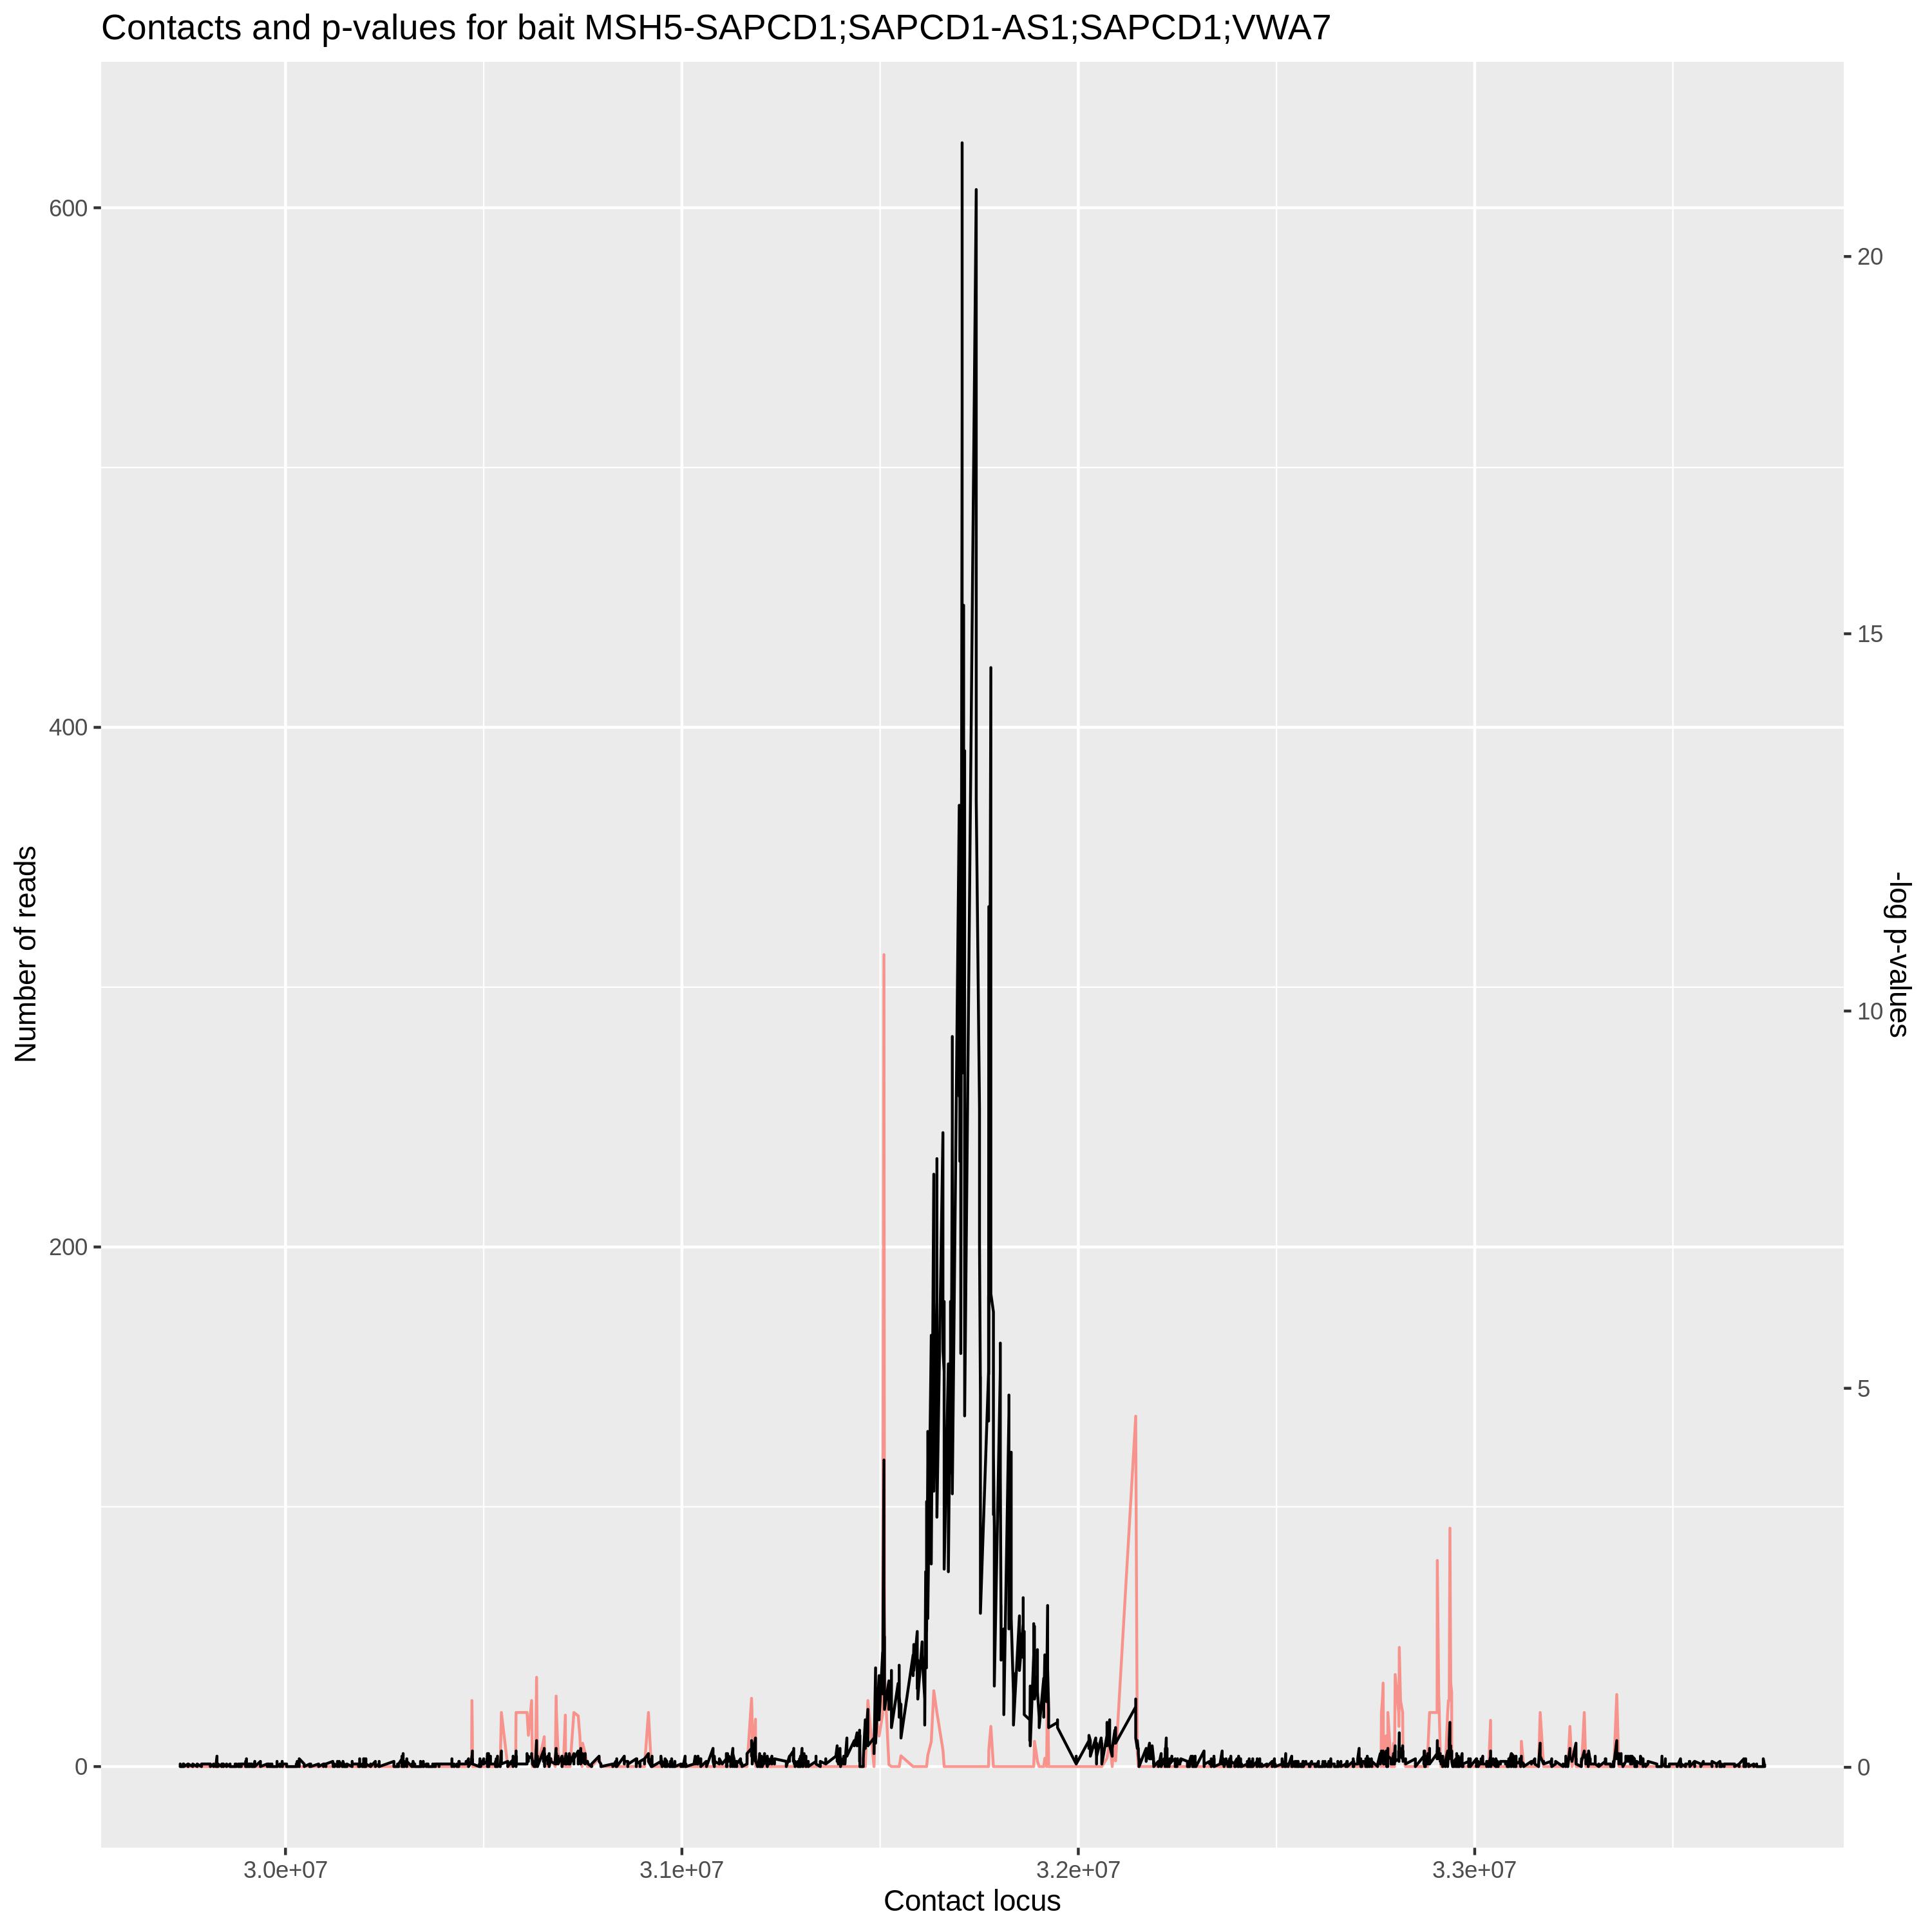 Contacts and p-values for bait MSH5-SAPCD1;SAPCD1-AS1;SAPCD1;VWA7
600
400
200
0
Number of reads
20
15
10
5
0
-log p-values
3.0e+07
3.1e+07
3.2e+07
3.3e+07
Contact locus